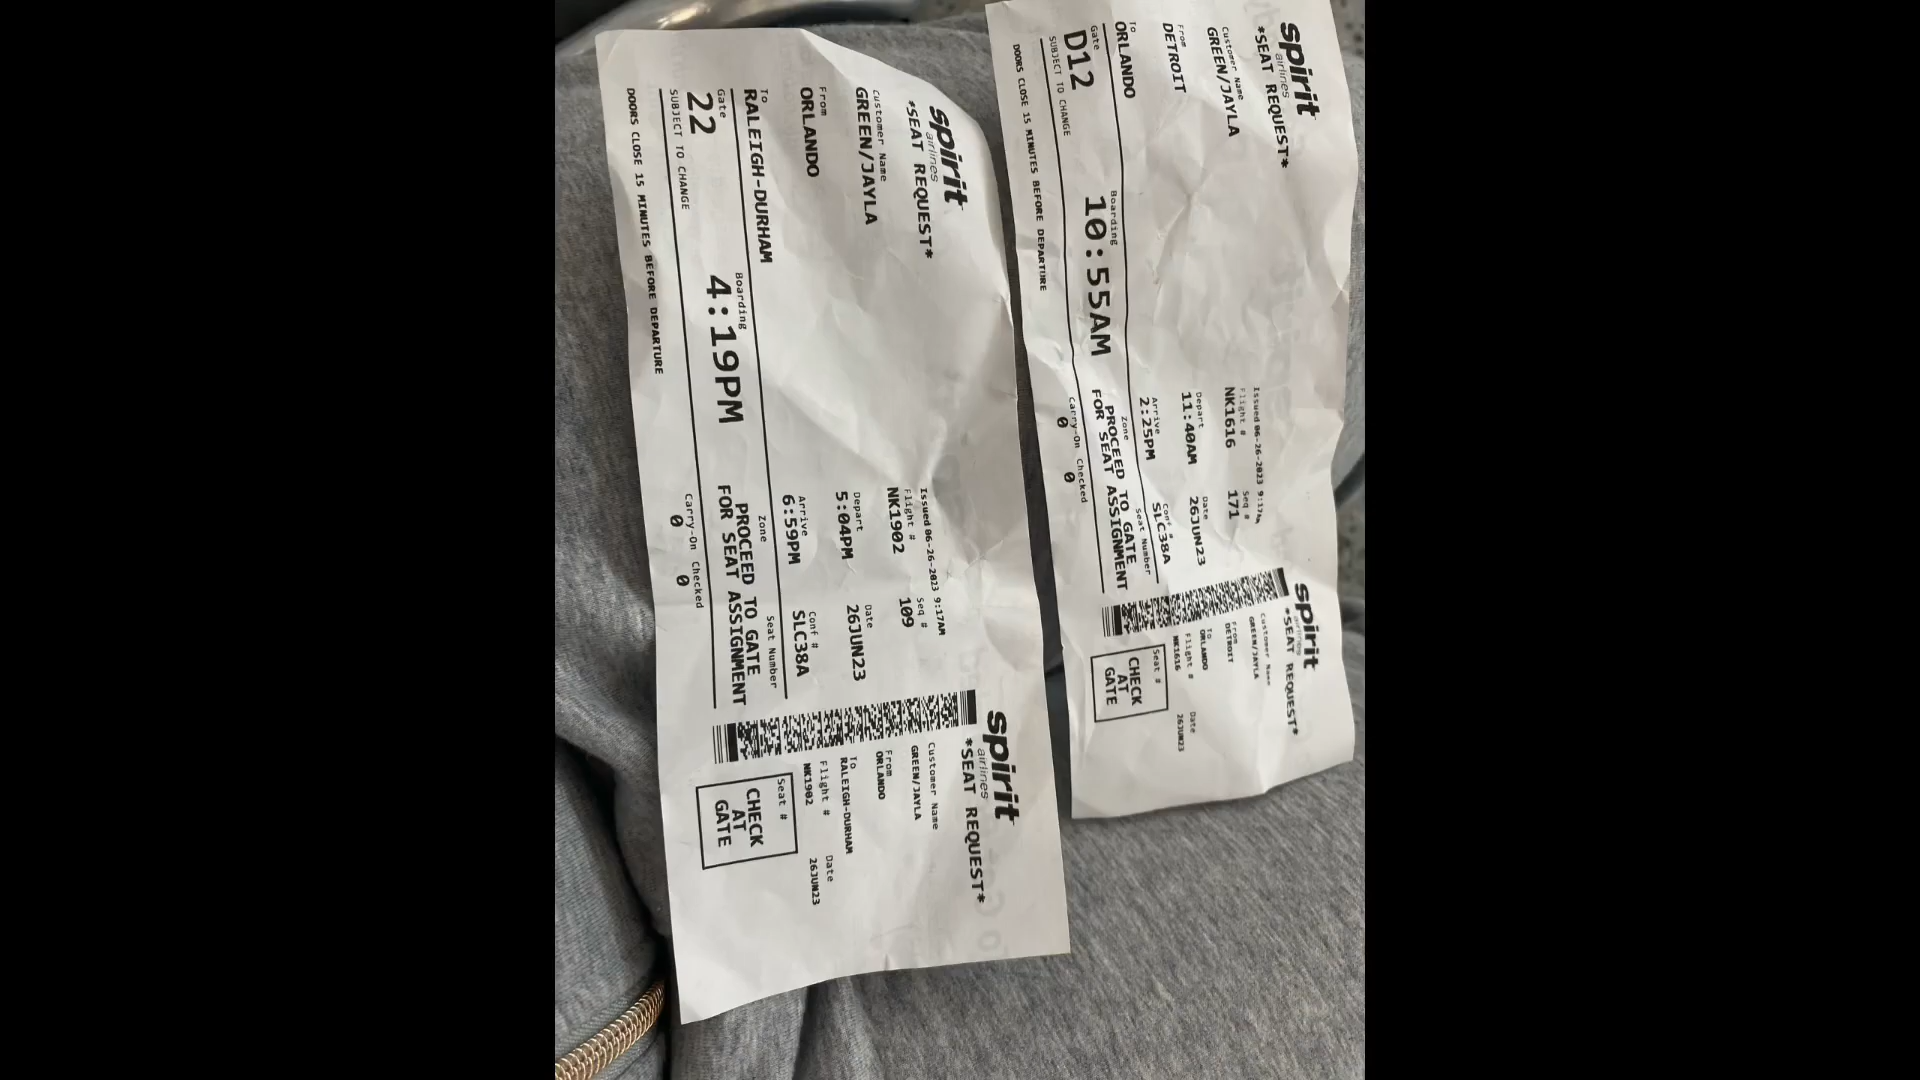 spirit
airlines
*SEAT REQUEST*
Customer Name
GREEN/JAYLA
From
ORLANDO
To
RALEIGH-DURHAM
Gate
22
SUBJECT TO CHANGE
Boarding
4:19PM
DOORS CLOSE 15 MINUTES BEFORE DEPARTURE
Issued 06-26-2023 9:17AM
Flight # Seq #
NK1902 109
Depart Date
5:04PM 26JUN23
Arrive Conf #
6:59PM SLC38A
Zone Seat Number
PROCEED TO GATE
FOR SEAT ASSIGNMENT
Carry-On Checked
0 0
spirit
airlines
*SEAT REQUEST*
Customer Name
GREEN/JAYLA
From
ORLANDO
To
RALEIGH-DURHAM
Flight # Date
NK1902 26JUN23
Seat #
CHECK
AT
GATE
spirit
airlines
*SEAT REQUEST*
Customer Name
GREEN/JAYLA
From
DETROIT
To
ORLANDO
Gate
D12
SUBJECT TO CHANGE
Boarding
10:55AM
DOORS CLOSE 15 MINUTES BEFORE DEPARTURE
Issued 06-26-2023 9:17AM
Flight # Seq #
NK1616 171
Depart Date
11:40AM 26JUN23
Arrive Conf #
2:25PM SLC38A
Zone Seat Number
PROCEED TO GATE
FOR SEAT ASSIGNMENT
Carry-On Checked
0 0
spirit
airlines
*SEAT REQUEST*
Customer Name
GREEN/JAYLA
From
DETROIT
To
ORLANDO
Flight # Date
NK1616 26JUN23
Seat #
CHECK
AT
GATE